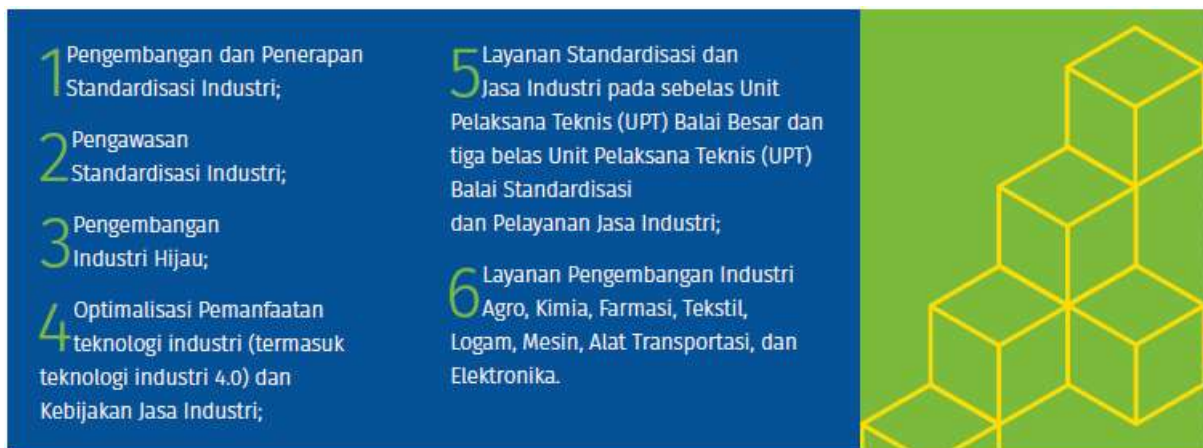 1 Pengembangan dan Penerapan
Standardisasi Industri;
2 Pengawasan
Standardisasi Industri;
3 Pengembangan
Industri Hijau;
4 Optimalisasi Pemanfaatan
teknologi industri (termasuk
teknologi industri 4.0) dan
Kebijakan Jasa Industri;
5 Layanan Standardisasi dan
Jasa Industri pada sebelas Unit
Pelaksana Teknis (UPT) Balai Besar dan
tiga belas Unit Pelaksana Teknis (UPT)
Balai Standardisasi
dan Pelayanan Jasa Industri;
6 Layanan Pengembangan Industri
Agro, Kimia, Farmasi, Tekstil,
Logam, Mesin, Alat Transportasi, dan
Elektronika.